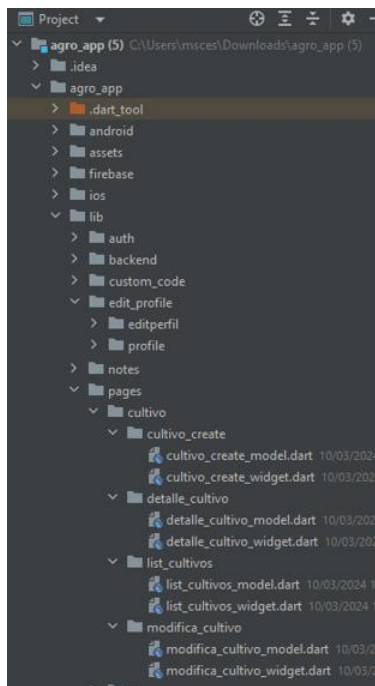 Project
agro_app (5) C:\Users\msces\Downloads\agro_app (5)
.idea
agro_app
.dart_tool
android
assets
firebase
ios
lib
auth
backend
custom_code
edit_profile
editperfil
profile
notes
pages
cultivo
cultivo_create
cultivo_create_model.dart 10/03/2024
cultivo_create_widget.dart 10/03/202
detalle_cultivo
detalle_cultivo_model.dart 10/03/202
detalle_cultivo_widget.dart 10/03/20
list_cultivos
list_cultivos_model.dart 10/03/2024 1
list_cultivos_widget.dart 10/03/2024
modifica_cultivo
modifica_cultivo_model.dart 10/03/2
modifica_cultivo_widget.dart 10/03/